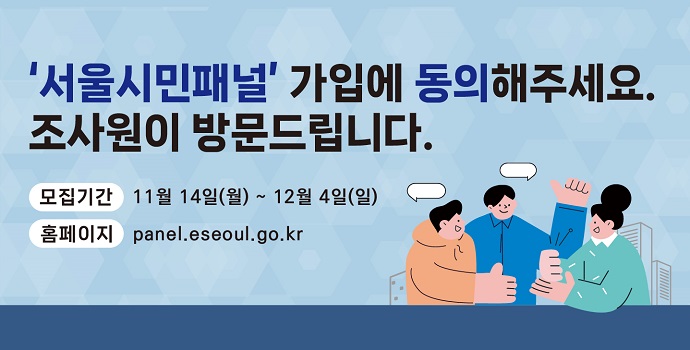 ‘서울시민패널’ 가입에 동의해주세요.
조사원이 방문드립니다.
모집기간 11월 14일(월) ~ 12월 4일(일)
홈페이지 panel.eseoul.go.kr